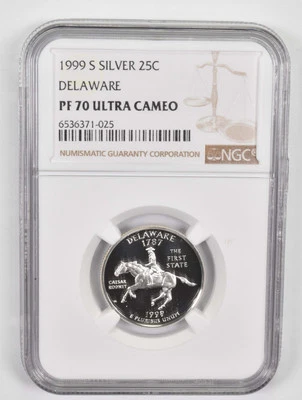 1999 S SILVER 25C
DELAWARE
PF 70 ULTRA CAMEO
6536371-025
NUMISMATIC GUARANTY CORPORATION
NGC
DELAWARE
1787
THE
FIRST
STATE
CAESAR
RODNEY
1999
E PLURIBUS UNUM